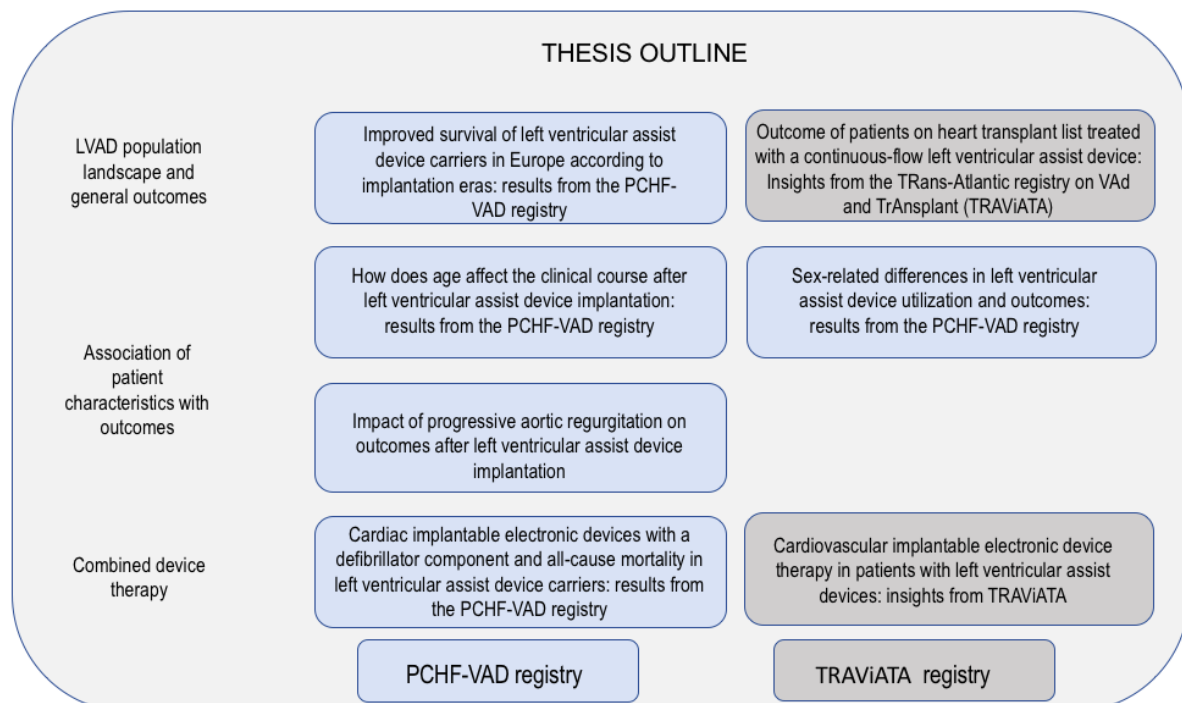 THESIS OUTLINE
LVAD population
landscape and
general outcomes
Improved survival of left ventricular assist
device carriers in Europe according to
implantation eras: results from the PCHF-
VAD registry
Outcome of patients on heart transplant list treated
with a continuous-flow left ventricular assist device:
Insights from the TRans-Atlantic registry on VAd
and TrAnsplant (TRAViATA)
Association of
patient
characteristics with
outcomes
How does age affect the clinical course after
left ventricular assist device implantation:
results from the PCHF-VAD registry
Sex-related differences in left ventricular
assist device utilization and outcomes:
results from the PCHF-VAD registry
Impact of progressive aortic regurgitation on
outcomes after left ventricular assist device
implantation
Combined device
therapy
Cardiac implantable electronic devices with a
defibrillator component and all-cause mortality in
left ventricular assist device carriers: results from
the PCHF-VAD registry
Cardiovascular implantable electronic device
therapy in patients with left ventricular assist
devices: insights from TRAViATA
PCHF-VAD registry
TRAViATA registry